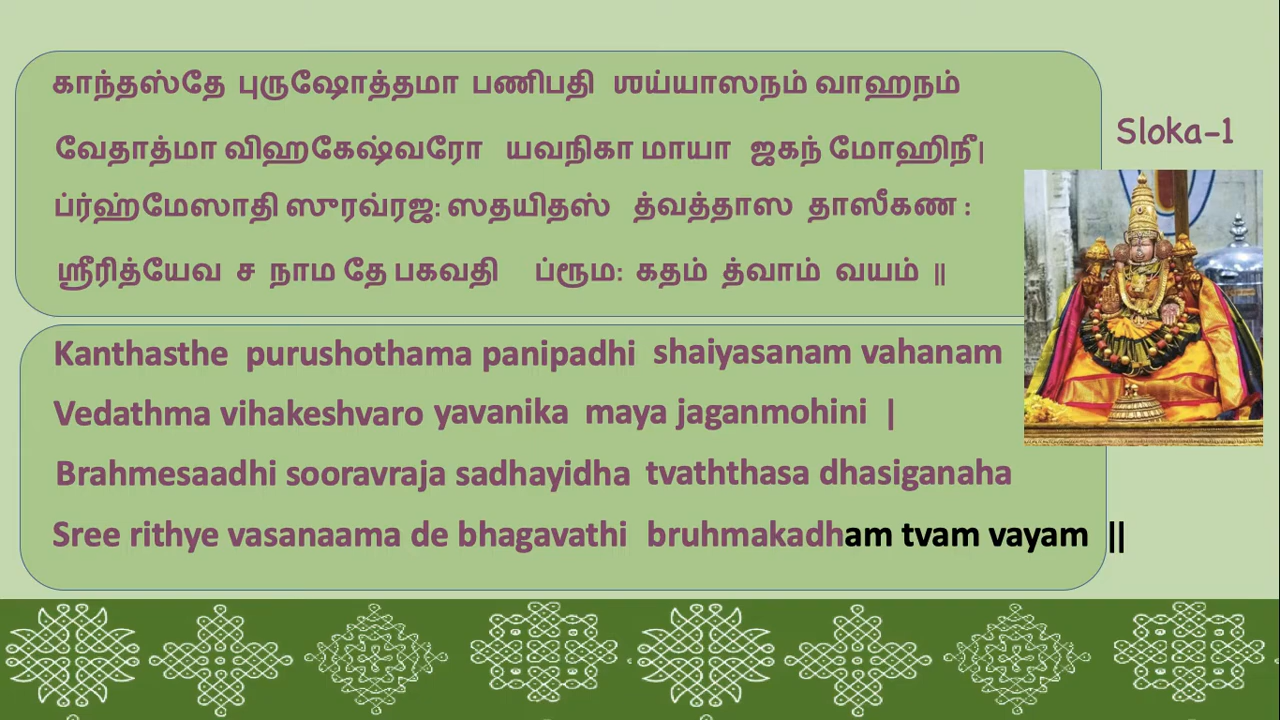 காந்தஸ்தே புருஷோத்தமா பணிபதி ஶய்யாஸநம் வாஹநம்
வேதாத்மா விஹகேஷ்வரோ யவநிகா மாயா ஜகந் மோஹிநீ|
ப்ர்ஹ்மேஸாதி ஸுரவ்ரஜ: ஸதயிதஸ் த்வத்தாஸ தாஸீகண :
ஸ்ரீரித்யேவ ச நாம தே பகவதி ப்ரூம: கதம் த்வாம் வயம் ||
Sloka-1
Kanthasthe purushothama panipadhi shaiyasanam vahanam
Vedathma vihakeshvaro yavanika maya jaganmohini |
Brahmesaadhi sooravraja sadhayidha tvaththasa dhasiganaha
Sree rithye vasanaama de bhagavathi bruhmakadham tvam vayam ||